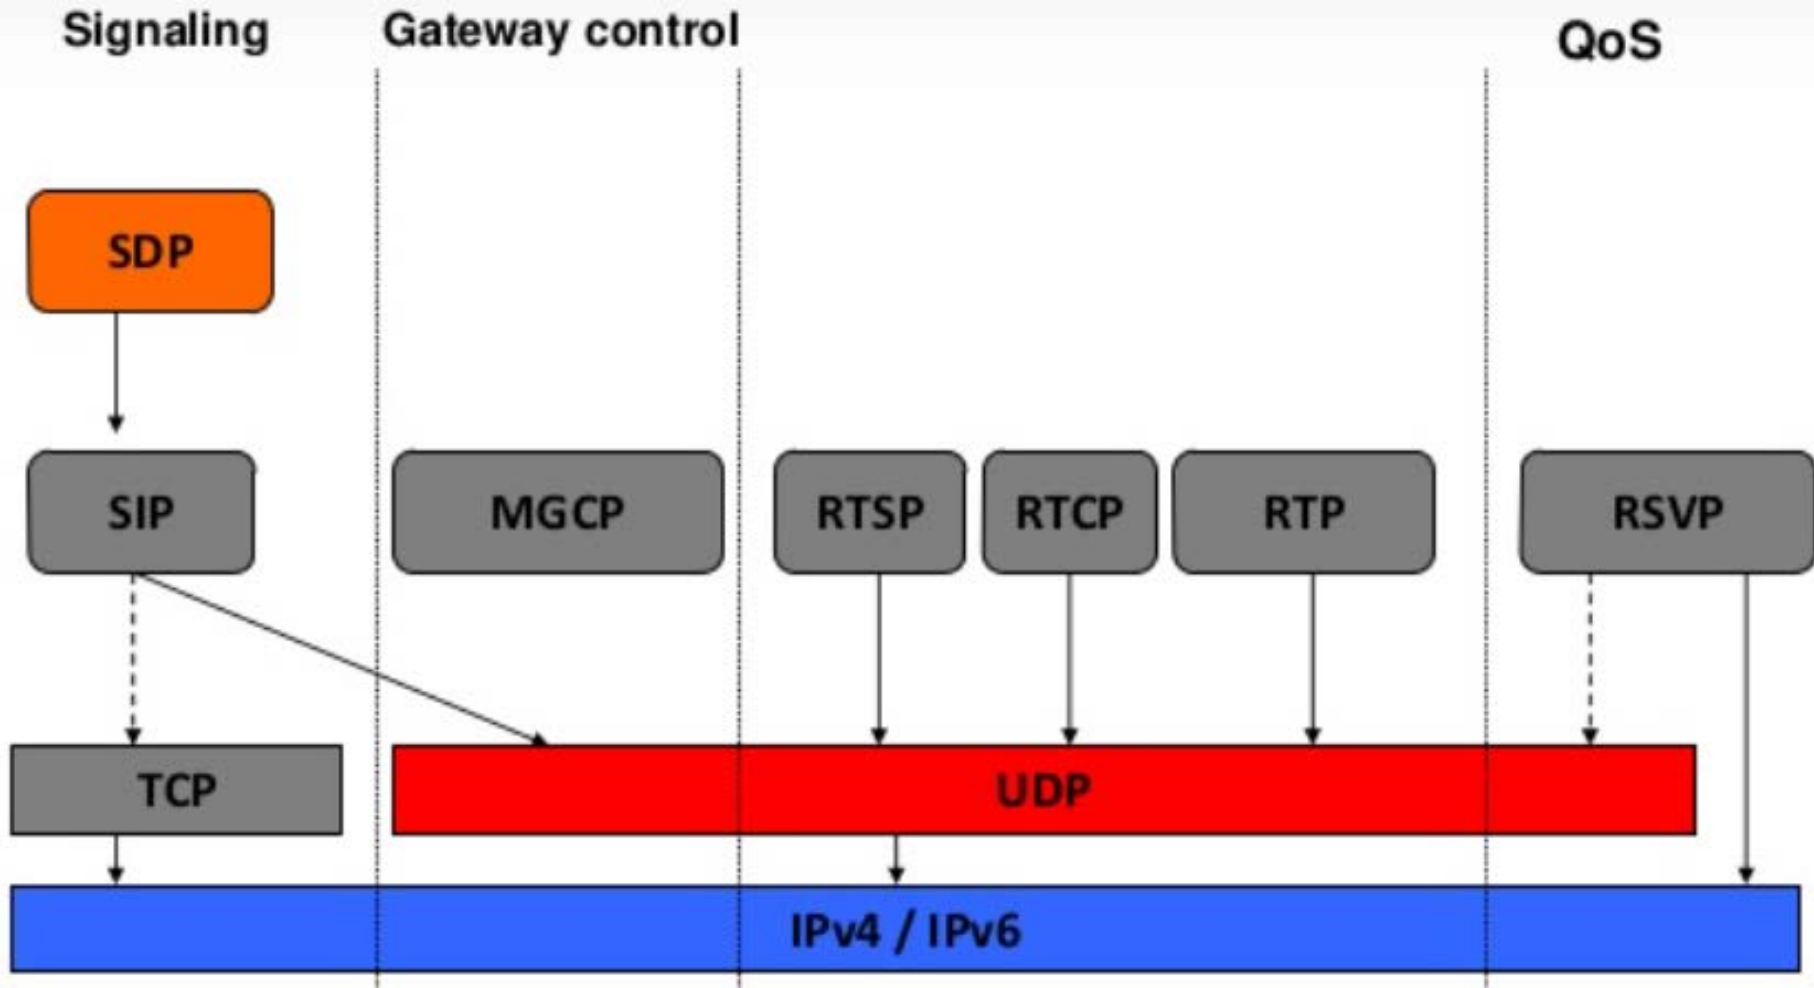 Signaling
Gateway control
QoS
SDP
SIP
MGCP
RTSP
RTCP
RTP
RSVP
TCP
UDP
IPv4 / IPv6